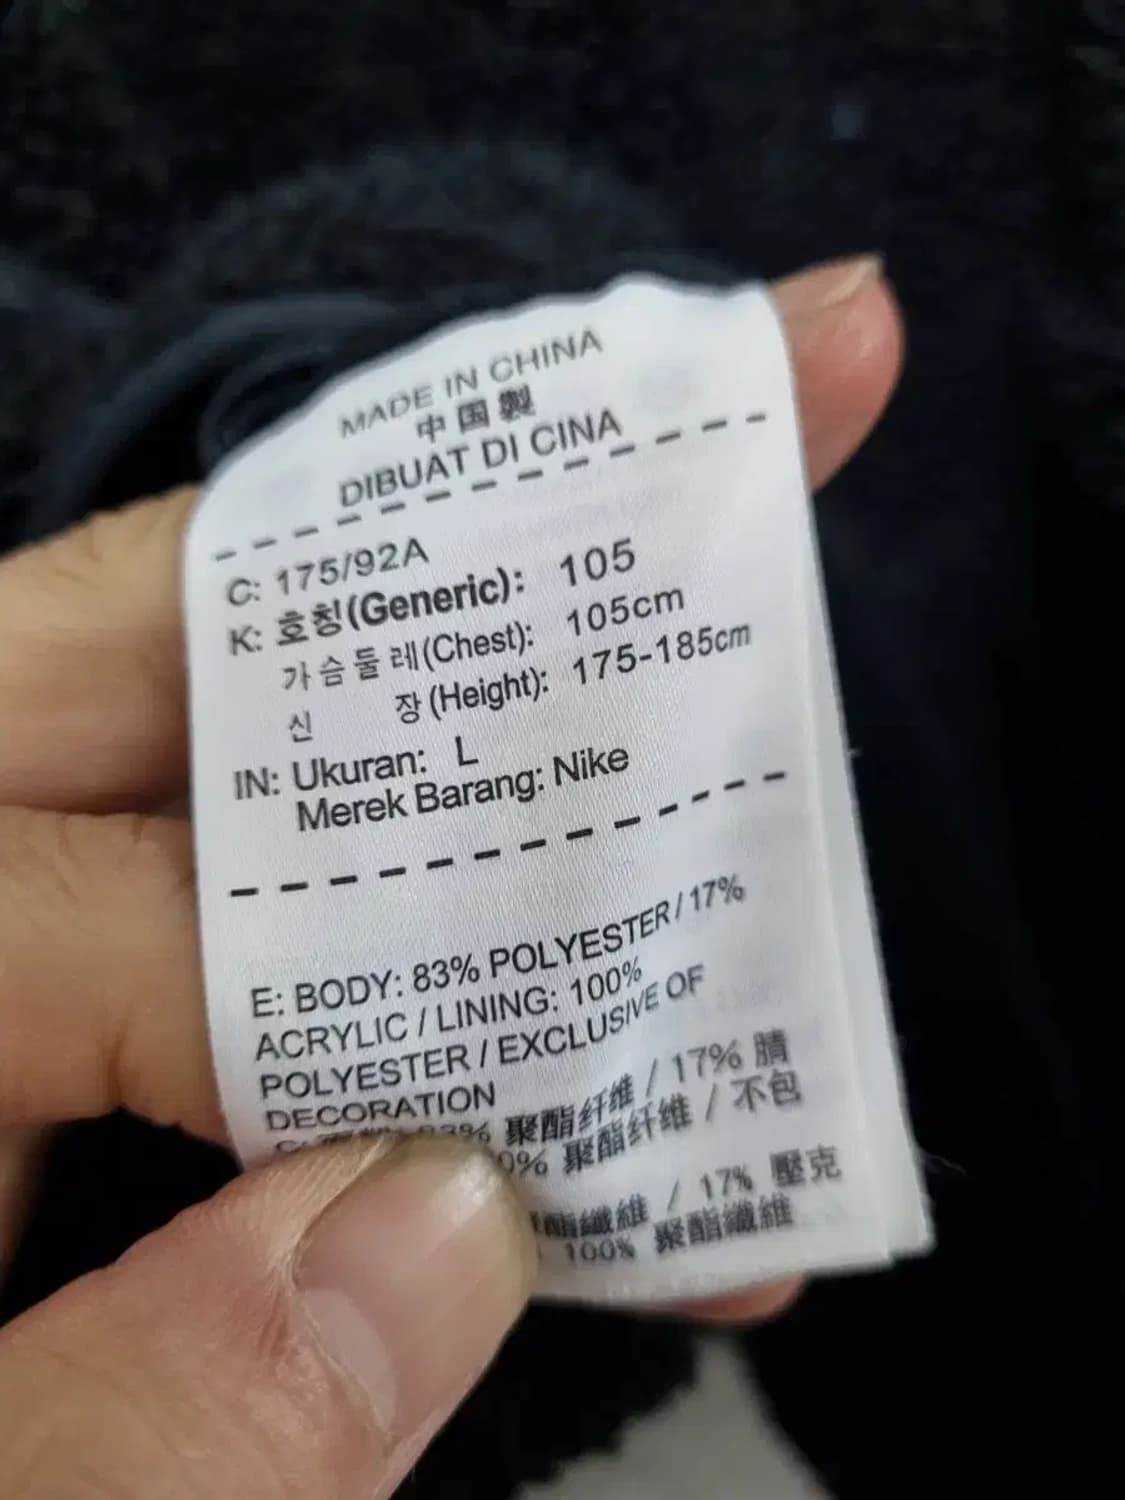 MADE IN CHINA
中国製
DIBUAT DI CINA
C: 175/92A
K: 호칭(Generic): 105
가슴둘레(Chest): 105cm
신 장(Height): 175-185cm
IN: Ukuran: L
Merek Barang: Nike
E: BODY: 83% POLYESTER / 17%
ACRYLIC / LINING: 100%
POLYESTER / EXCLUSIVE OF
DECORATION
83% 聚酯纤维 / 17% 腈
聚酯纤维 / 不包
酯纖維 / 17% 壓克
100% 聚酯纖維